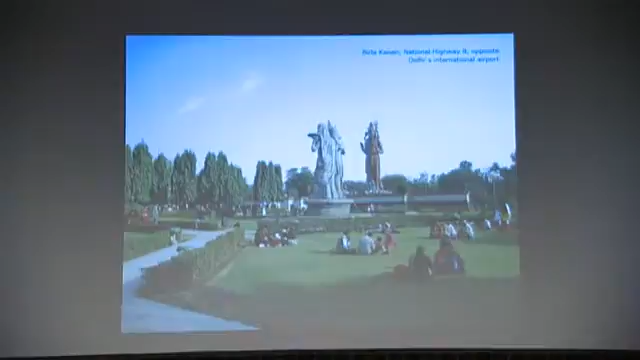 Birla Kanan, National Highway 8, opposite
Delhi's international airport